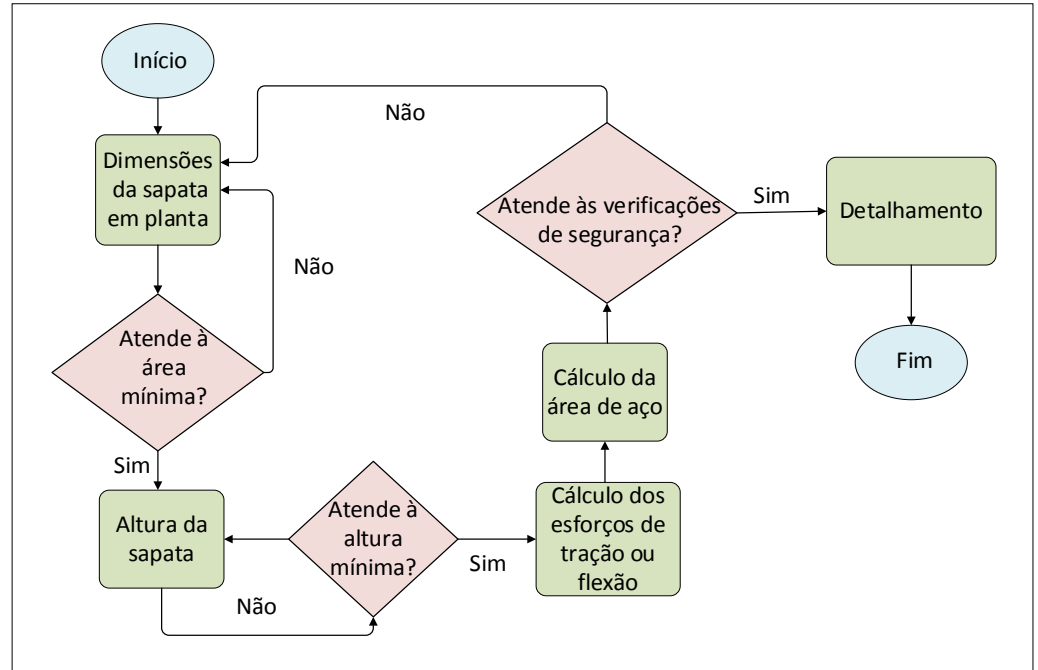 Início
Dimensões
da sapata
em planta
Não
Atende à
área
mínima?
Sim
Altura da
sapata
Não
Atende à
altura
mínima?
Sim
Cálculo dos
esforços de
tração ou
flexão
Cálculo da
área de aço
Atende às verificações
de segurança?
Não
Sim
Detalhamento
Fim